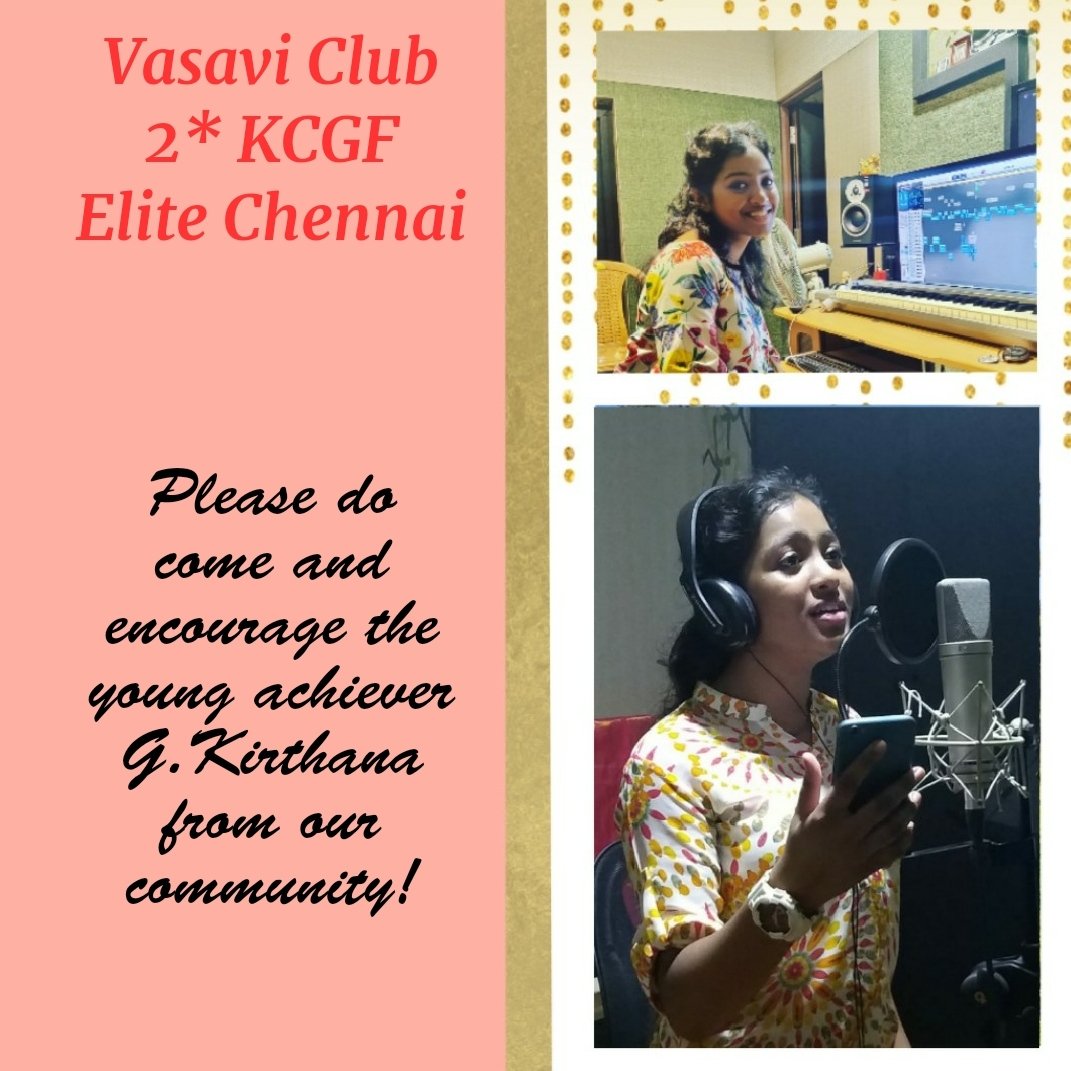 Vasavi Club
2* KCGF
Elite Chennai
Please do
come and
encourage the
young achiever
G.Kirthana
from our
community!